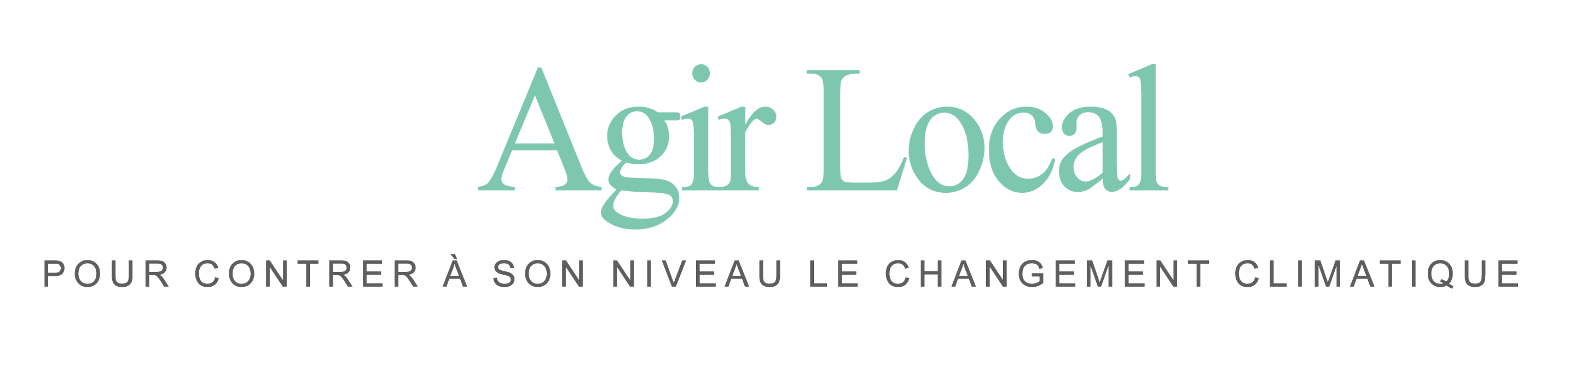 Agir Local
POUR CONTRER À SON NIVEAU LE CHANGEMENT CLIMATIQUE